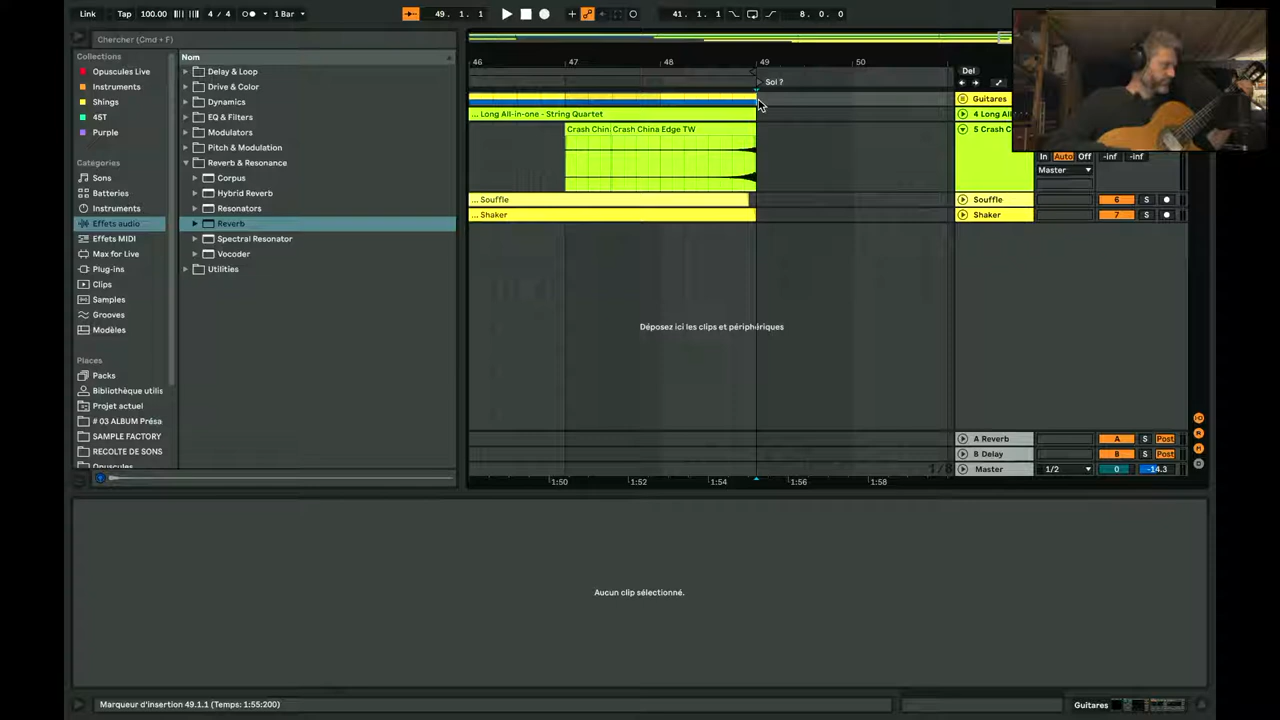 Link Tap 100.00 4 / 4 1 Bar 49. 1. 1 41. 1. 1 8. 0. 0
Chercher (Cmd + F)
Collections
Opuscules Live
Instruments
Shings
4ST
Purple
Catégories
Sons
Batteries
Instruments
Effets audio
Effets MIDI
Max for Live
Plug-ins
Clips
Samples
Grooves
Modèles
Places
Packs
Bibliothèque utilis
Projet actuel
# 03 ALBUM Présa
SAMPLE FACTORY
RECOLTE DE SONS
Opuscules
Nom
Delay & Loop
Drive & Color
Dynamics
EQ & Filters
Modulators
Pitch & Modulation
Reverb & Resonance
Corpus
Hybrid Reverb
Resonators
Reverb
Spectral Resonator
Vocoder
Utilities
46 47 48 49 50
Sol ?
Del
Guitares
... Long All-in-one - String Quartet
4 Long Al
Crash Chin Crash China Edge TW
5 Crash C
In Auto Off -inf -inf
Master
... Souffle
Souffle 6 S
... Shaker
Shaker 7 S
Déposez ici les clips et périphériques
A Reverb A S Post
B Delay B S Post
1/8
Master 1/2 0 -14.3
1:50 1:52 1:54 1:56 1:58
Aucun clip sélectionné.
Marqueur d'insertion 49.1.1 (Temps: 1:55:200)
Guitares